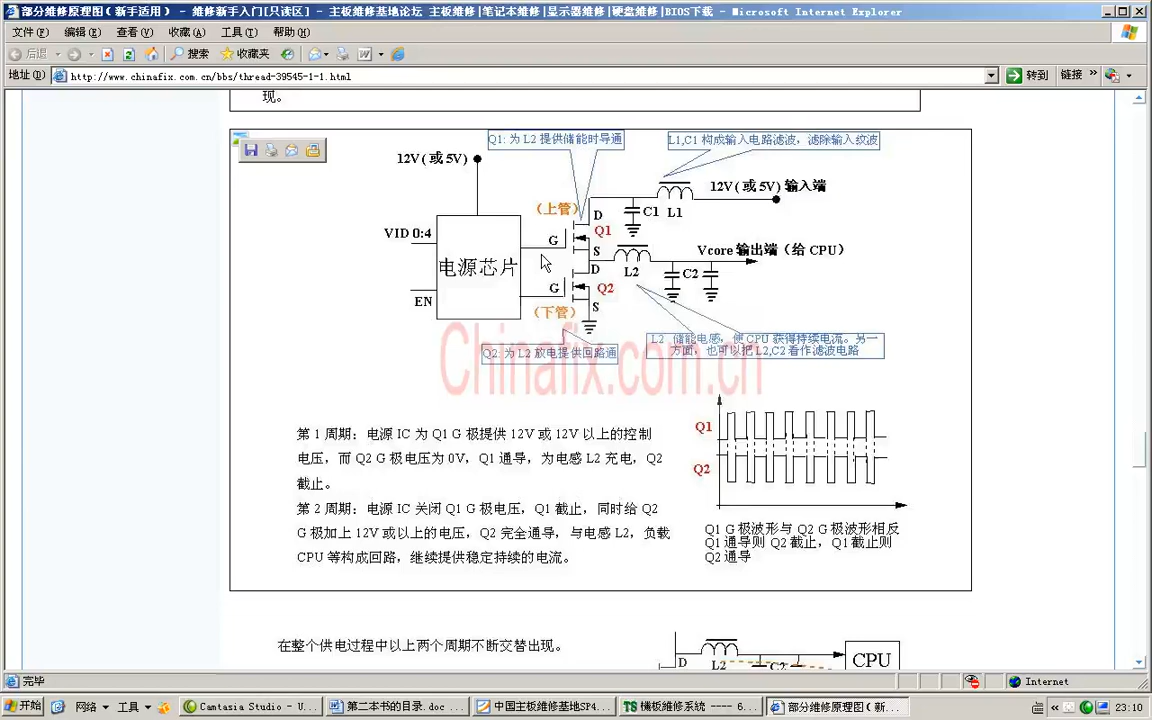 部分维修原理图(新手适用) - 维修新手入门[只读区] - 主板维修基地论坛 主板维修|笔记本维修|显示器维修|硬盘维修|BIOS下载 - Microsoft Internet Explorer
文件(F) 编辑(E) 查看(V) 收藏(A) 工具(T) 帮助(H)
后退 搜索 收藏夹
地址(D) http://www.chinafix.com.cn/bbs/thread-39545-1-1.html 转到 链接 »
现。
Q1: 为 L2 提供储能时导通
L1,C1 构成输入电路滤波，滤除输入纹波
12V(或 5V)
12V(或 5V) 输入端
(上管)
D
C1
L1
VID 0:4
G
Q1
S
Vcore 输出端（给 CPU）
电源芯片
D
L2
C2
EN
G
Q2
S
(下管)
Q2: 为 L2 放电提供回路通
L2 储能电感，使 CPU 获得持续电流。另一
方面，也可以把 L2,C2 看作滤波电路
Chinafix.com.cn
第 1 周期：电源 IC 为 Q1 G 极提供 12V 或 12V 以上的控制
电压，而 Q2 G 极电压为 0V，Q1 通导，为电感 L2 充电，Q2
截止。
第 2 周期：电源 IC 关闭 Q1 G 极电压，Q1 截止，同时给 Q2
G 极加上 12V 或以上的电压，Q2 完全通导，与电感 L2，负载
CPU 等构成回路，继续提供稳定持续的电流。
Q1
Q2
Q1 G 极波形与 Q2 G 极波形相反
Q1 通导则 Q2 截止，Q1 截止则
Q2 通导
在整个供电过程中以上两个周期不断交替出现。
D
L2
C2
CPU
完毕 Internet
开始 网络 » 工具 » Camtasia Studio - U... 第二本书的目录.doc ... 中国主板维修基地SP4... 横板维修系统 ---- 6... 部分维修原理图(新... « 23:10